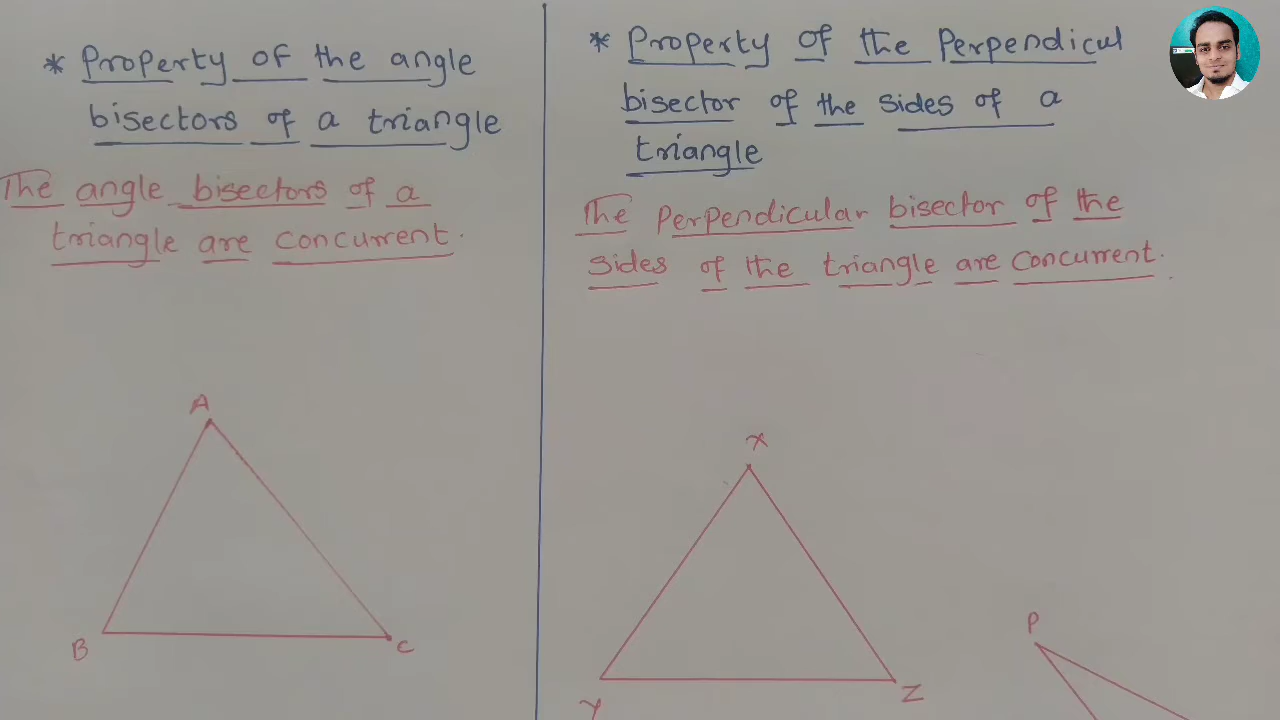 * Property of the angle
bisectors of a triangle
The angle bisectors of a
triangle are concurrent.
A
B
C
* Property of the Perpendicul
bisector of the sides of a
triangle
The perpendicular bisector of the
sides of the triangle are concurrent.
X
Y
Z
P